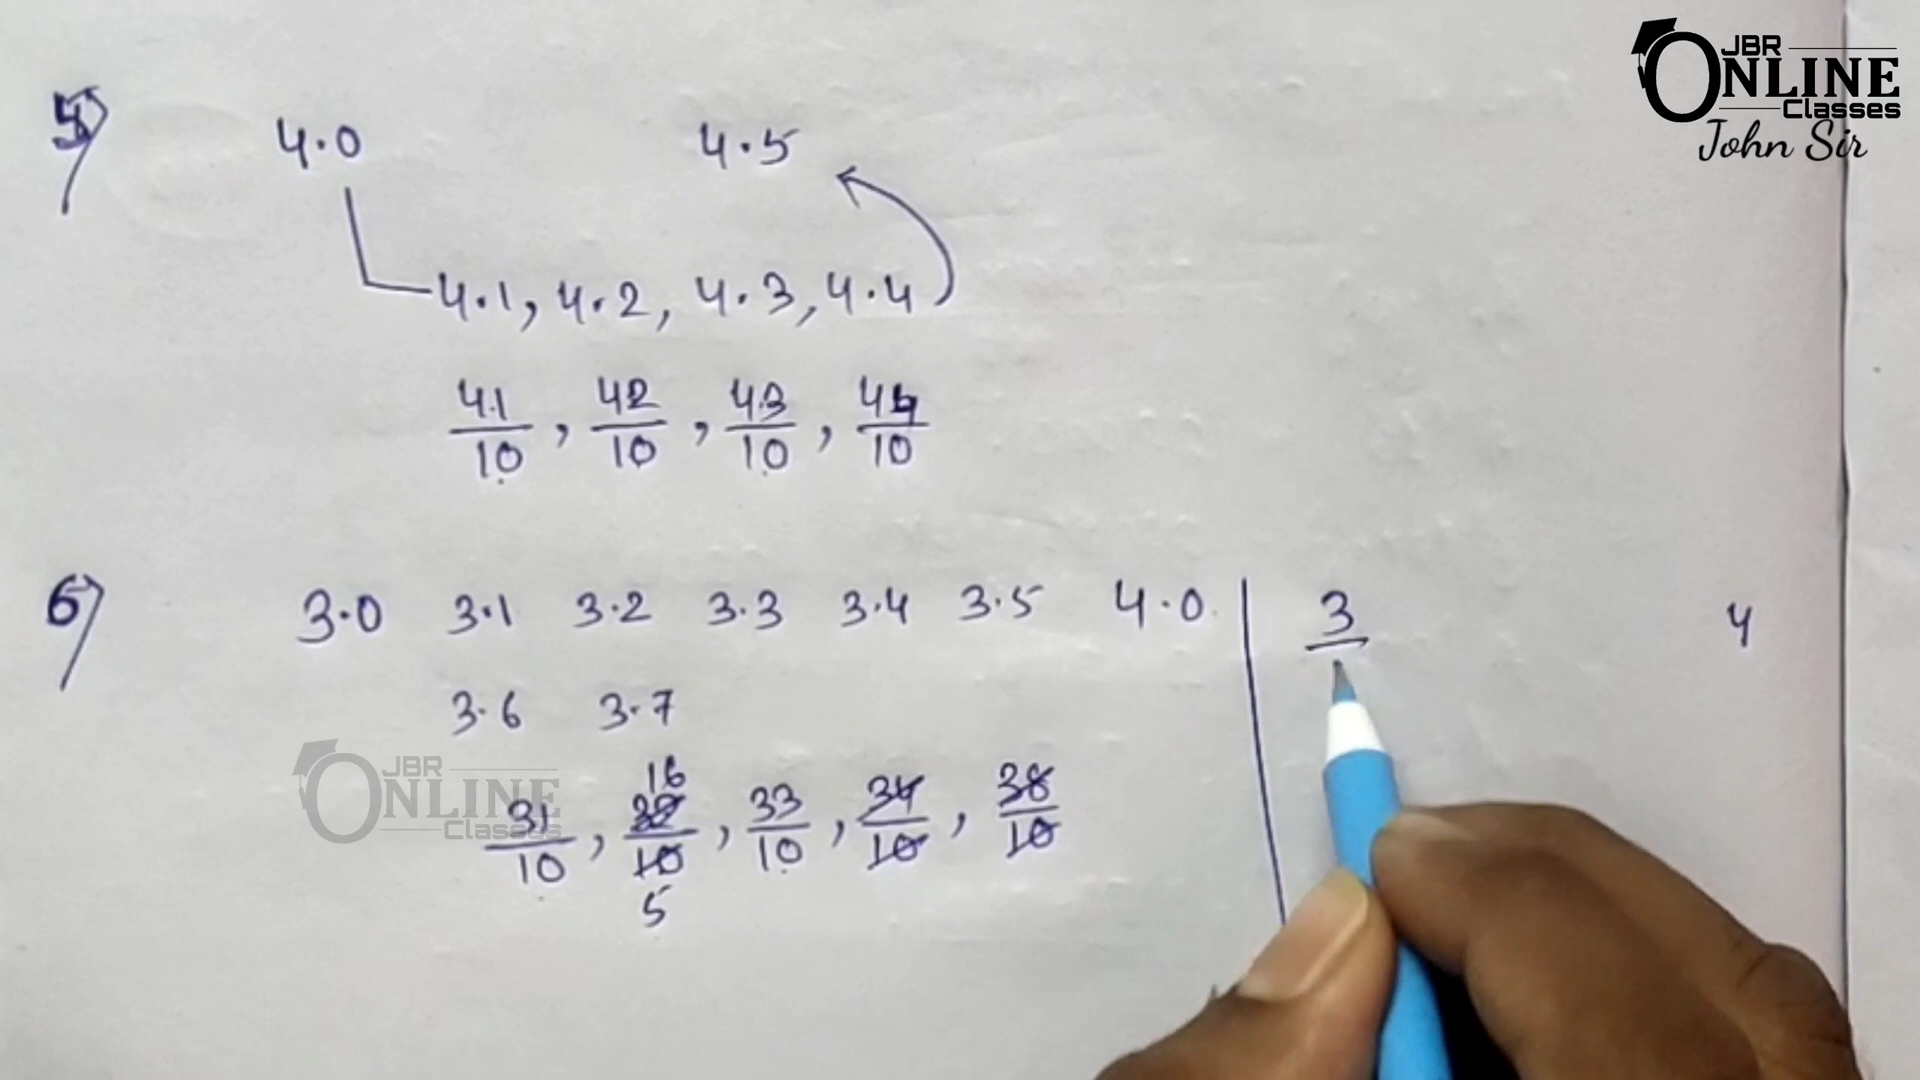 JBR
ONLINE
Classes
John Sir
4.0 4.5
4.1, 4.2, 4.3, 4.4
41/10, 42/10, 43/10, 44/10
6) 3.0 3.1 3.2 3.3 3.4 3.5 4.0 | 3 4
3.6 3.7
16
31/10, 32/10, 33/10, 34/10, 38/10
5
JBR
ONLINE
Classes